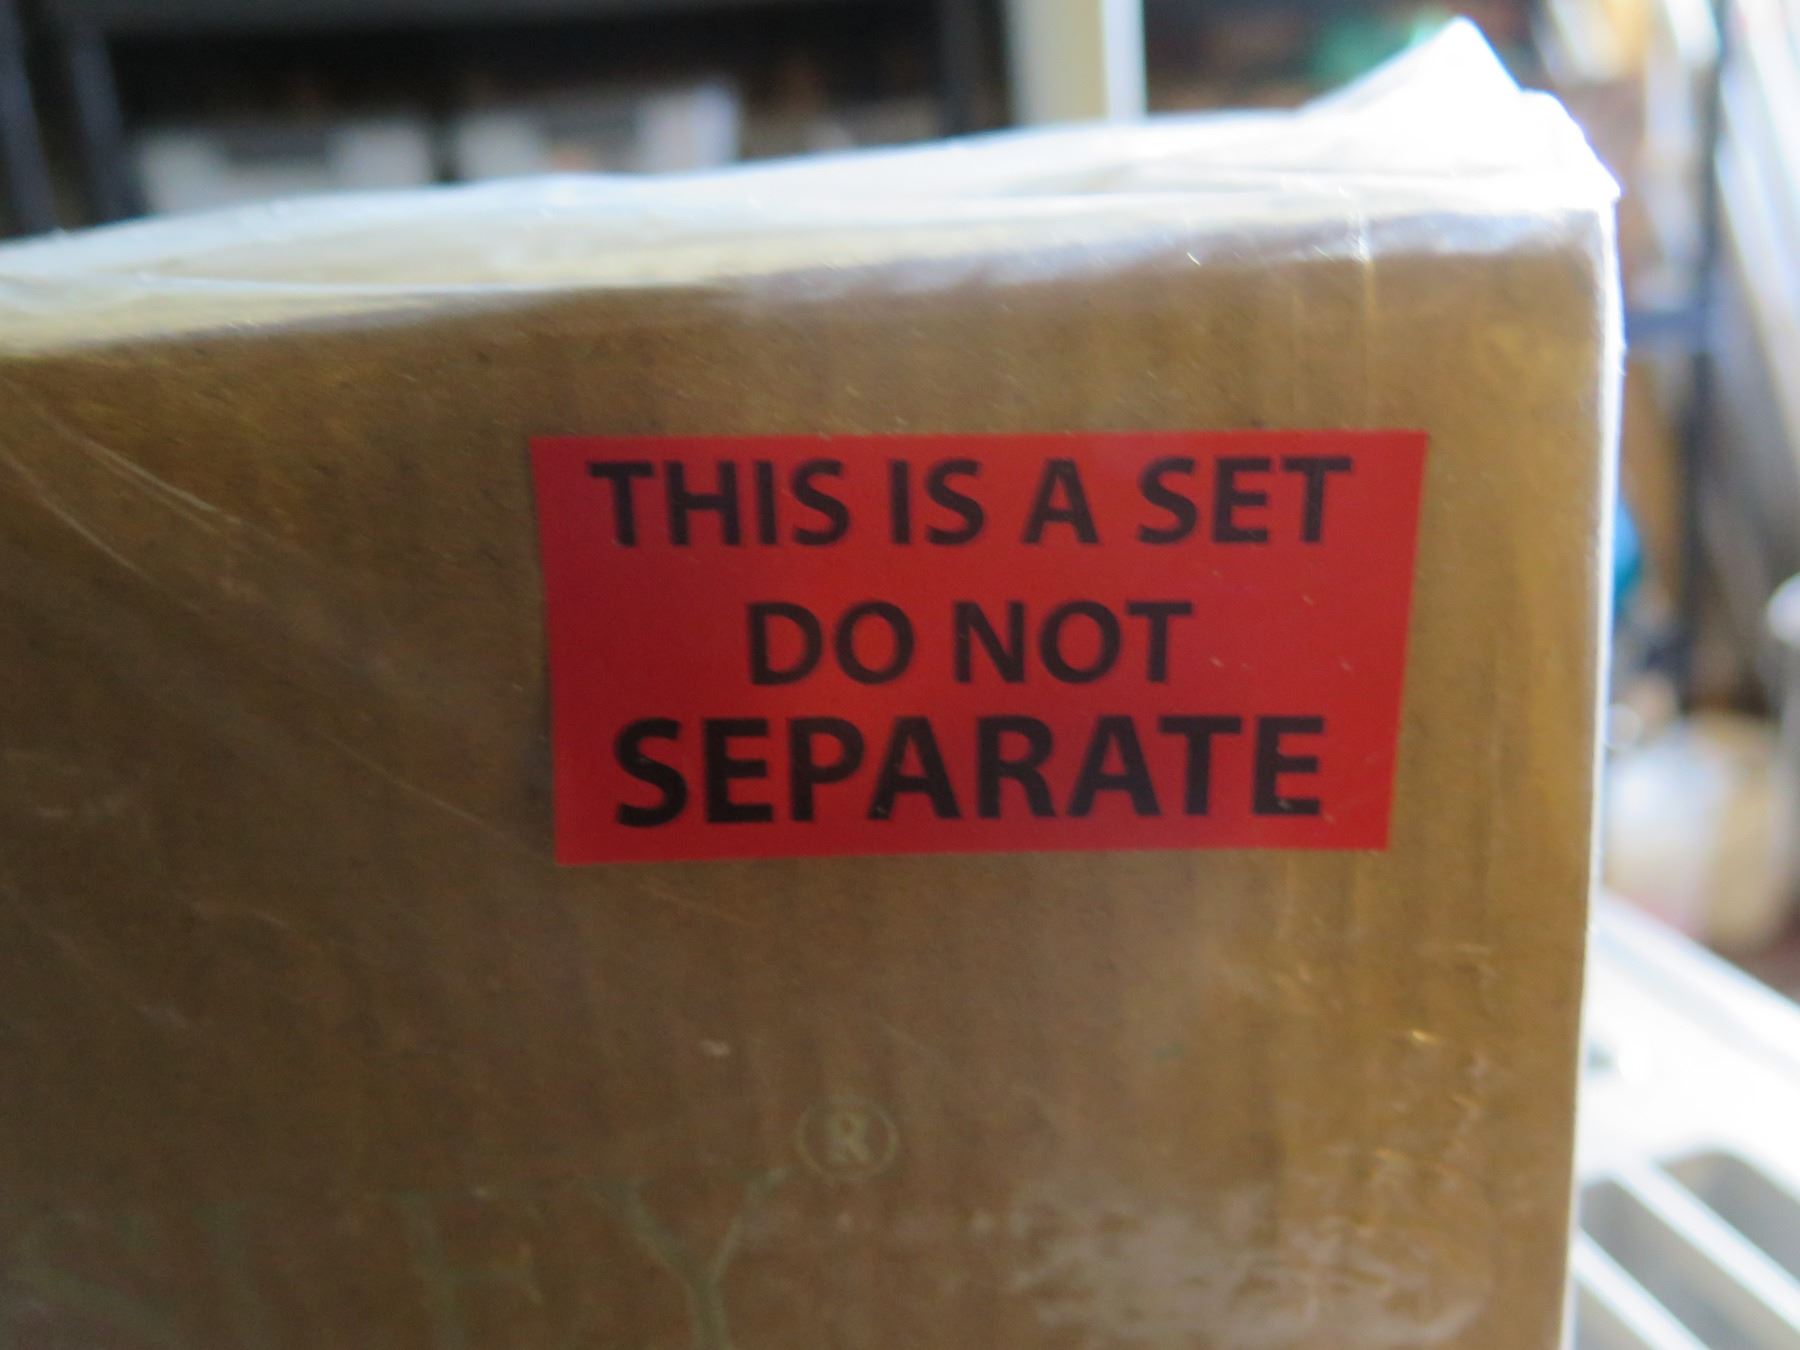 THIS IS A SET
DO NOT
SEPARATE
®